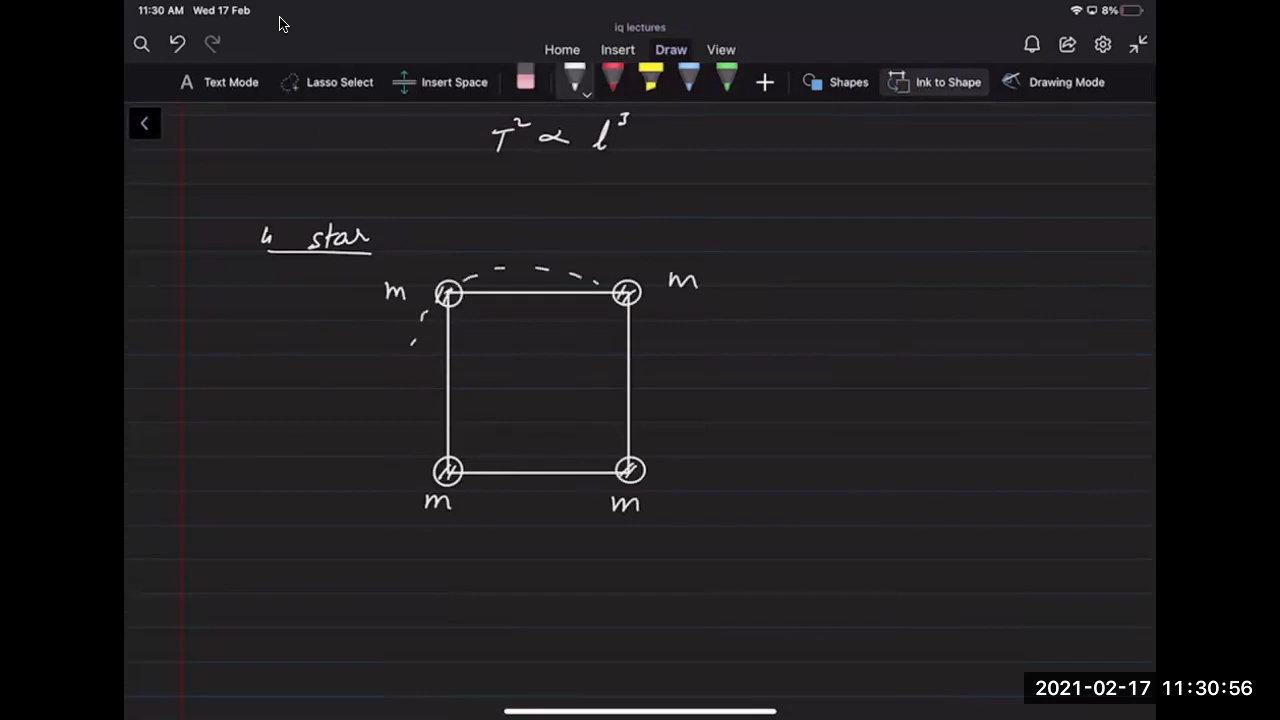 11:30 AM Wed 17 Feb
8%
iq lectures
Home Insert Draw View
Text Mode Lasso Select Insert Space Shapes Ink to Shape Drawing Mode
T² ∝ l³
4 star
m m
m m
2021-02-17 11:30:56